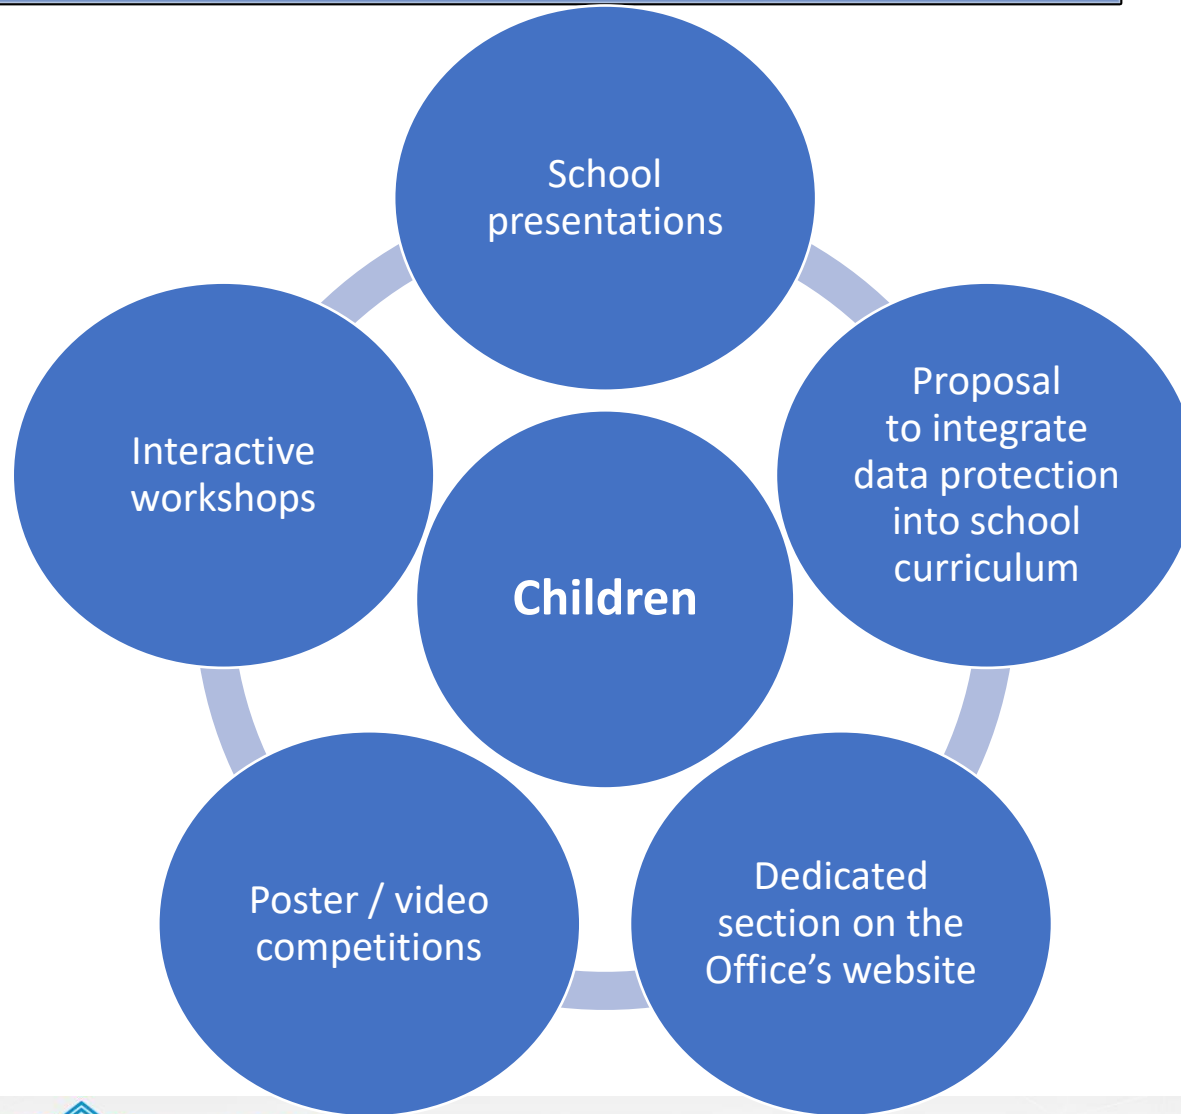 School
presentations
Proposal
to integrate
data protection
into school
curriculum
Interactive
workshops
Children
Dedicated
section on the
Office’s website
Poster / video
competitions